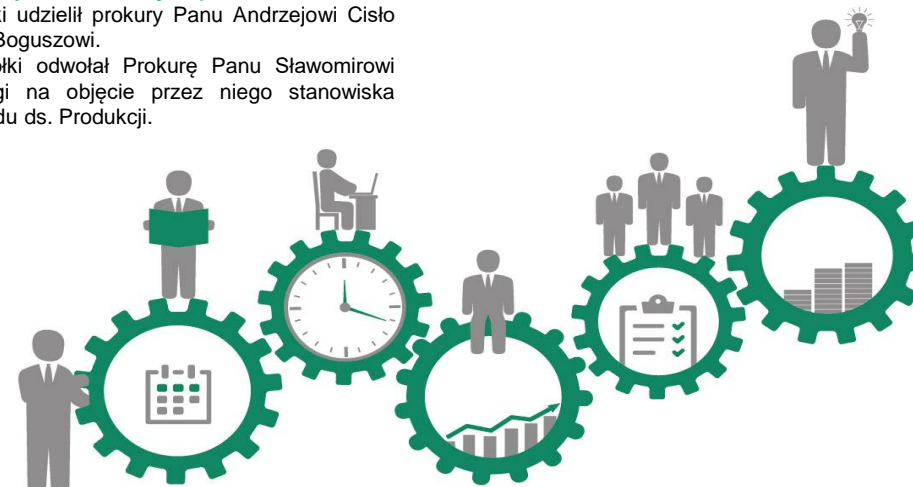 ki udzielił prokury Panu Andrzejowi Cisło
Boguszowi.
ółki odwołał Prokurę Panu Sławomirowi
gi na objęcie przez niego stanowiska
du ds. Produkcji.